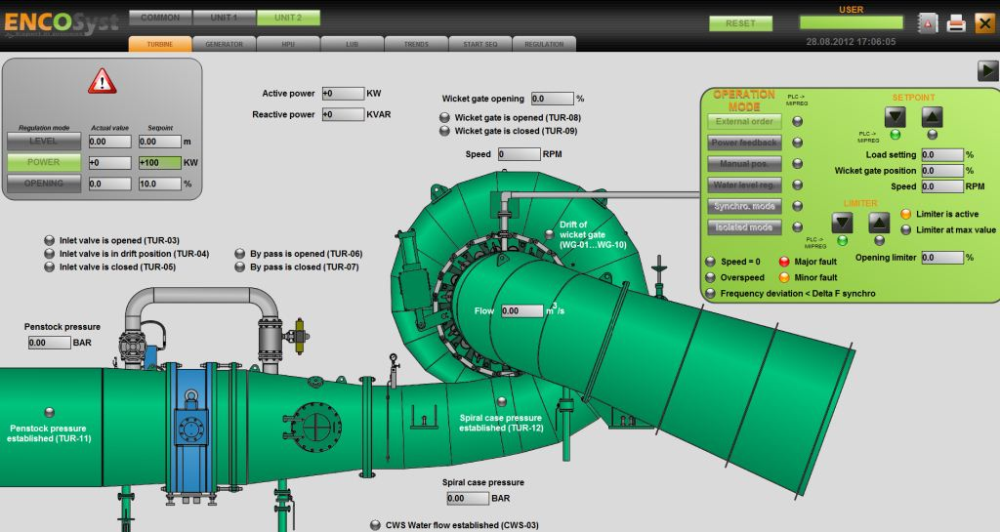 ENCOSyst
COMMON UNIT 1 UNIT 2
TURBINE GENERATOR HPU LUB TRENDS START SEQ REGULATION
RESET
USER
28.08.2012 17:06:05
Regulation mode Actual value Setpoint
LEVEL 0.00 0.00 m
POWER +0 +100 KW
OPENING 0.0 10.0 %
Active power +0 KW
Reactive power +0 KVAR
Wicket gate opening 0.0 %
Wicket gate is opened (TUR-08)
Wicket gate is closed (TUR-09)
Speed 0 RPM
OPERATION
MODE
PLC ->
MIPREG
External order
Power feedback
Manual pos.
Water level reg.
Synchro. mode
Isolated mode
SETPOINT
PLC ->
MIPREG
Load setting 0.0 %
Wicket gate position 0.0 %
Speed 0.0 RPM
LIMITER
PLC ->
MIPREG
Limiter is active
Limiter at max value
Opening limiter 0.0 %
Speed = 0
Major fault
Overspeed
Minor fault
Frequency deviation < Delta F synchro
Inlet valve is opened (TUR-03)
Inlet valve is in drift position (TUR-04)
Inlet valve is closed (TUR-05)
By pass is opened (TUR-06)
By pass is closed (TUR-07)
Drift of
wicket gate
(WG-01...WG-10)
Flow 0.00 m³/s
Penstock pressure
0.00 BAR
Penstock pressure
established (TUR-11)
Spiral case pressure
established (TUR-12)
Spiral case pressure
0.00 BAR
CWS Water flow established (CWS-03)